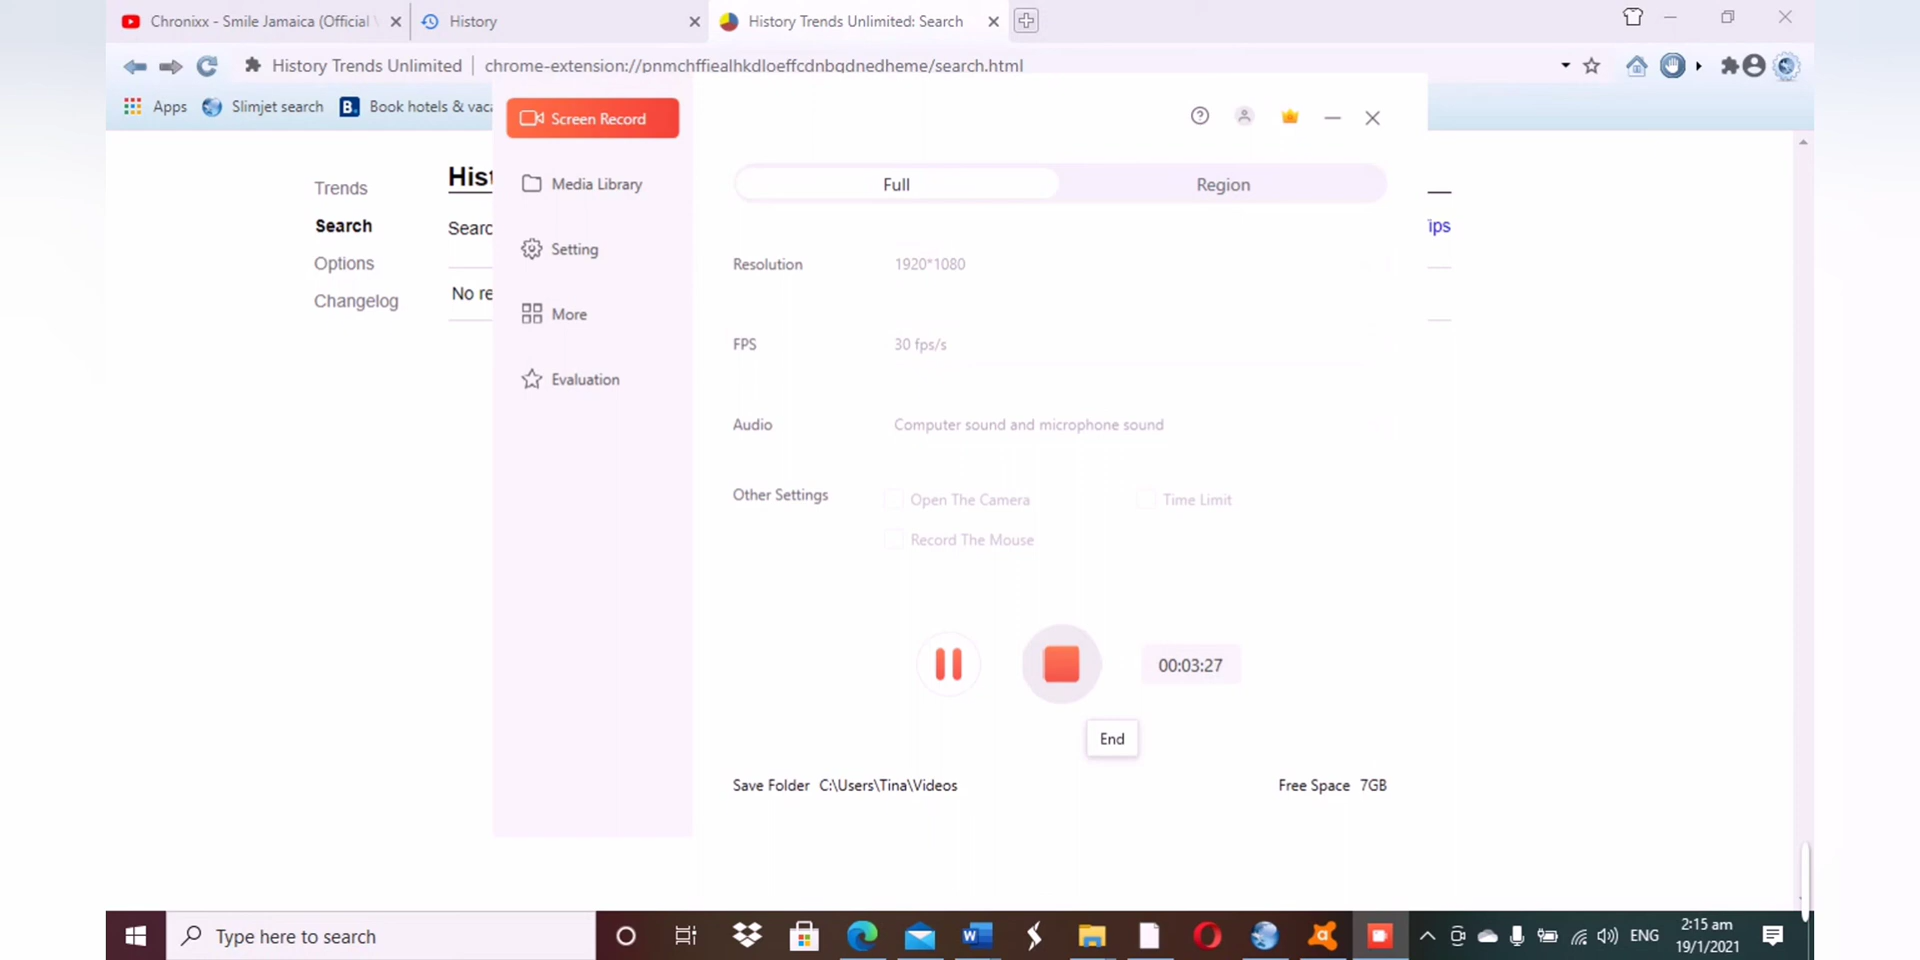 Chronixx - Smile Jamaica (Official
History
History Trends Unlimited: Search
History Trends Unlimited
chrome-extension://pnmchffiealhkdloeffcdnbgdnedheme/search.html
Apps
Slimjet search
B.
Book hotels & vaca
Screen Record
Media Library
Setting
More
Evaluation
Trends
Search
Options
Changelog
Hist
Searc
No re
ips
Full
Region
Resolution
1920*1080
FPS
30 fps/s
Audio
Computer sound and microphone sound
Other Settings
Open The Camera
Time Limit
Record The Mouse
00:03:27
End
Save Folder C:\Users\Tina\Videos
Free Space 7GB
Type here to search
ENG
2:15 am
19/1/2021